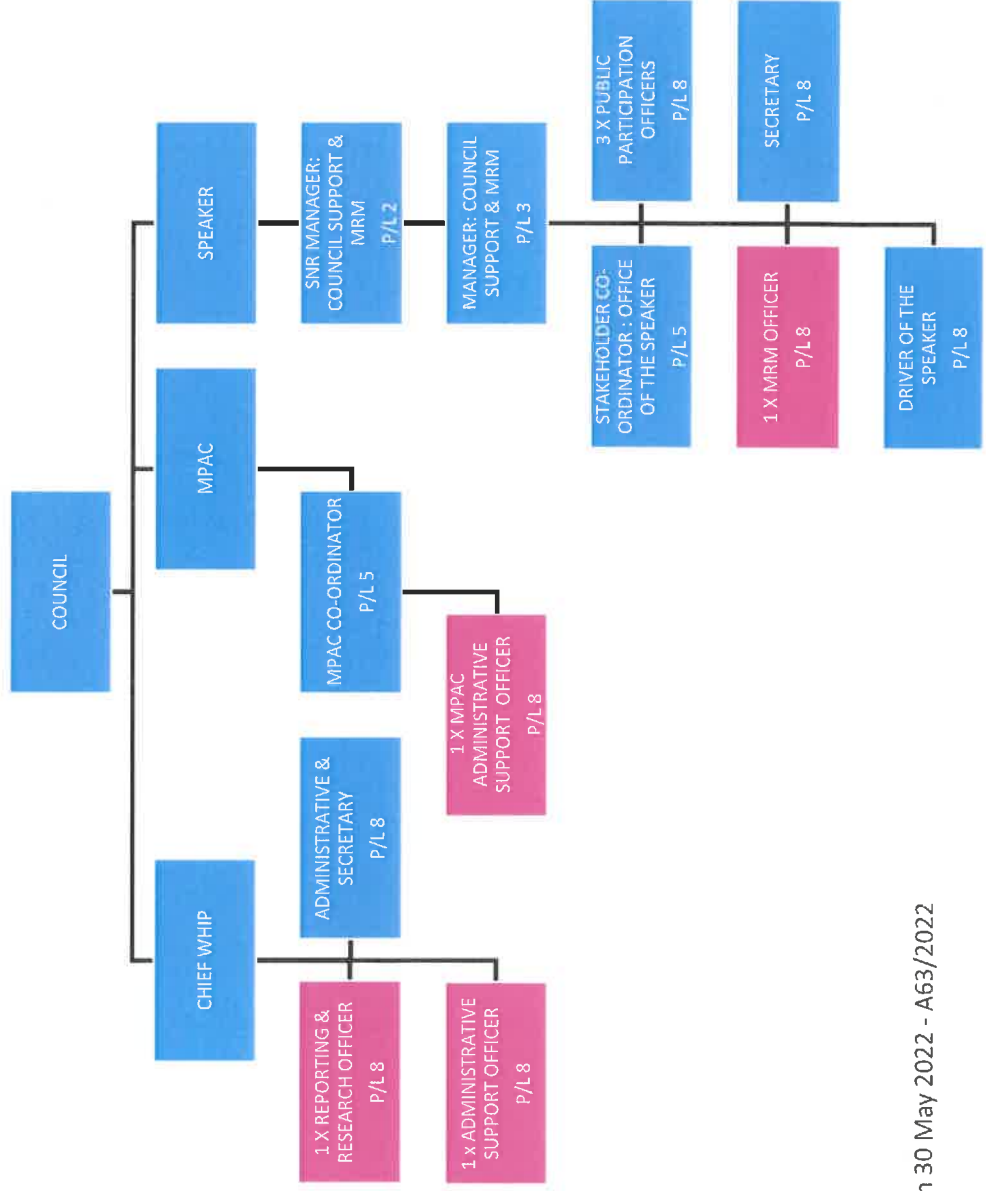 COUNCIL
CHIEF WHIP
MPAC
SPEAKER
1 X REPORTING &
RESEARCH OFFICER
P/L 8
ADMINISTRATIVE &
SECRETARY
P/L 8
1 x ADMINISTRATIVE
SUPPORT OFFICER
P/L 8
MPAC CO-ORDINATOR
P/L 5
1 X MPAC
ADMINISTRATIVE
SUPPORT OFFICER
P/L 8
SNR MANAGER:
COUNCIL SUPPORT &
MRM
P/L 2
MANAGER: COUNCIL
SUPPORT & MRM
P/L 3
STAKEHOLDER CO-
ORDINATOR : OFFICE
OF THE SPEAKER
P/L 5
3 X PUBLIC
PARTICIPATION
OFFICERS
P/L 8
1 X MRM OFFICER
P/L 8
SECRETARY
P/L 8
DRIVER OF THE
SPEAKER
P/L 8
30 May 2022 - A63/2022